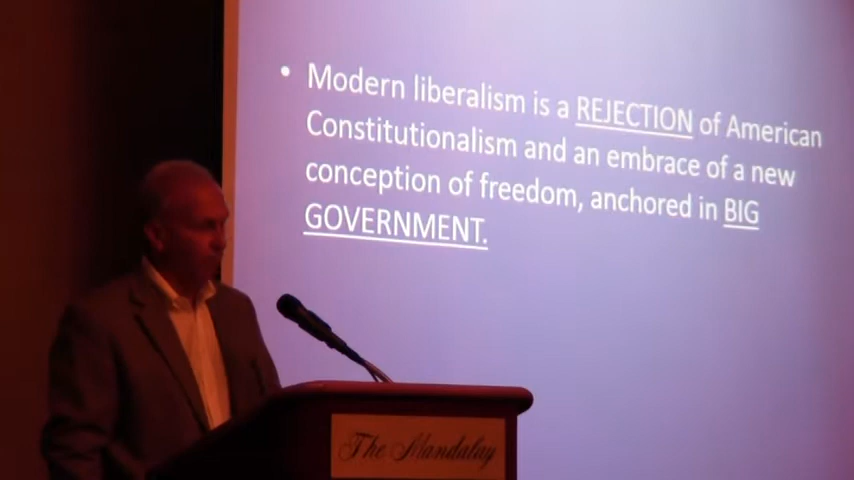 • Modern liberalism is a REJECTION of American
Constitutionalism and an embrace of a new
conception of freedom, anchored in BIG
GOVERNMENT.
The Mandalay